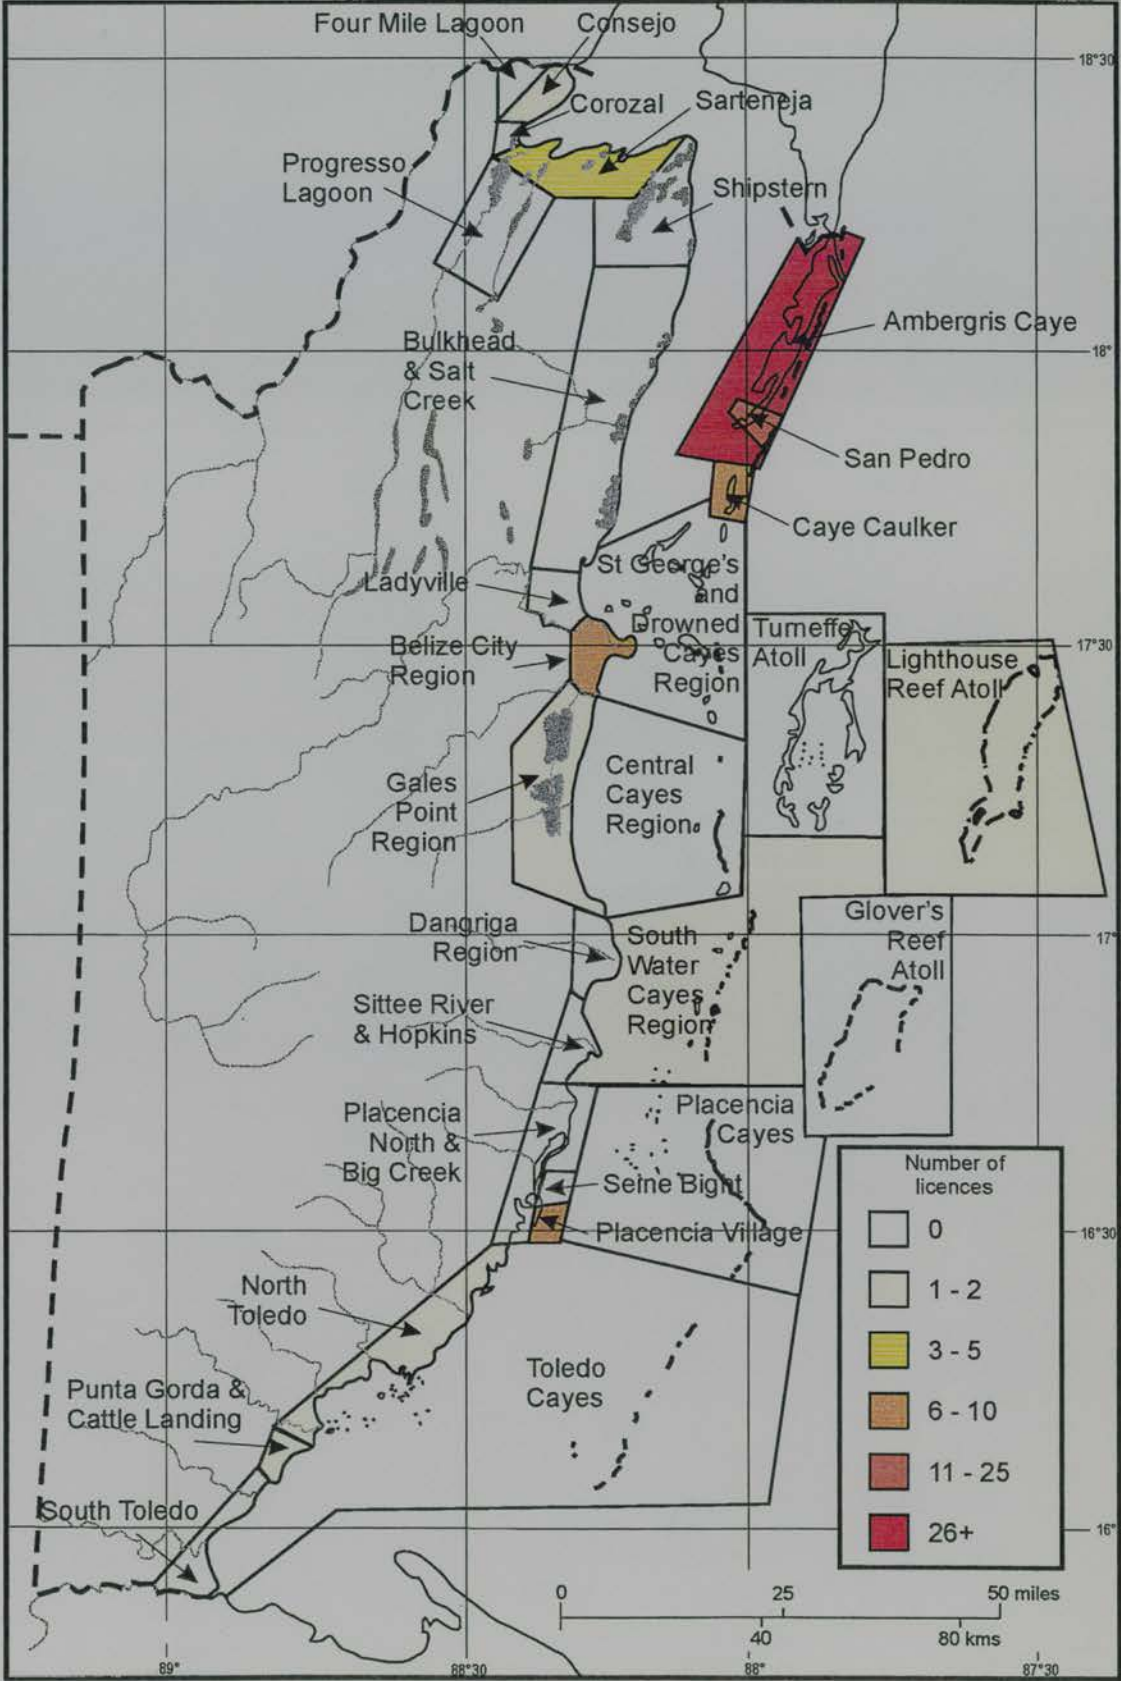 Four Mile Lagoon
Consejo
18°30
Corozal
Sarteneja
Progresso
Lagoon
Shipstern
Ambergris Caye
18°
Bulkhead
& Salt
Creek
San Pedro
Caye Caulker
St George's
and
Drowned
Cayes
Region
Ladyville
Belize City
Region
Turneffe
Atoll
17°30
Lighthouse
Reef Atoll
Central
Cayes
Region
Gales
Point
Region
Glover's
Reef
Atoll
Dangriga
Region
South
Water
Cayes
Region
17°
Sittee River
& Hopkins
Placencia
North &
Big Creek
Placencia
Cayes
Seine Bight
Placencia Village
16°30
North
Toledo
Toledo
Cayes
Punta Gorda &
Cattle Landing
South Toledo
Number of
licences
0
1 - 2
3 - 5
6 - 10
11 - 25
26+
16°
0 25 50 miles
40 80 kms
89° 88°30 88° 87°30